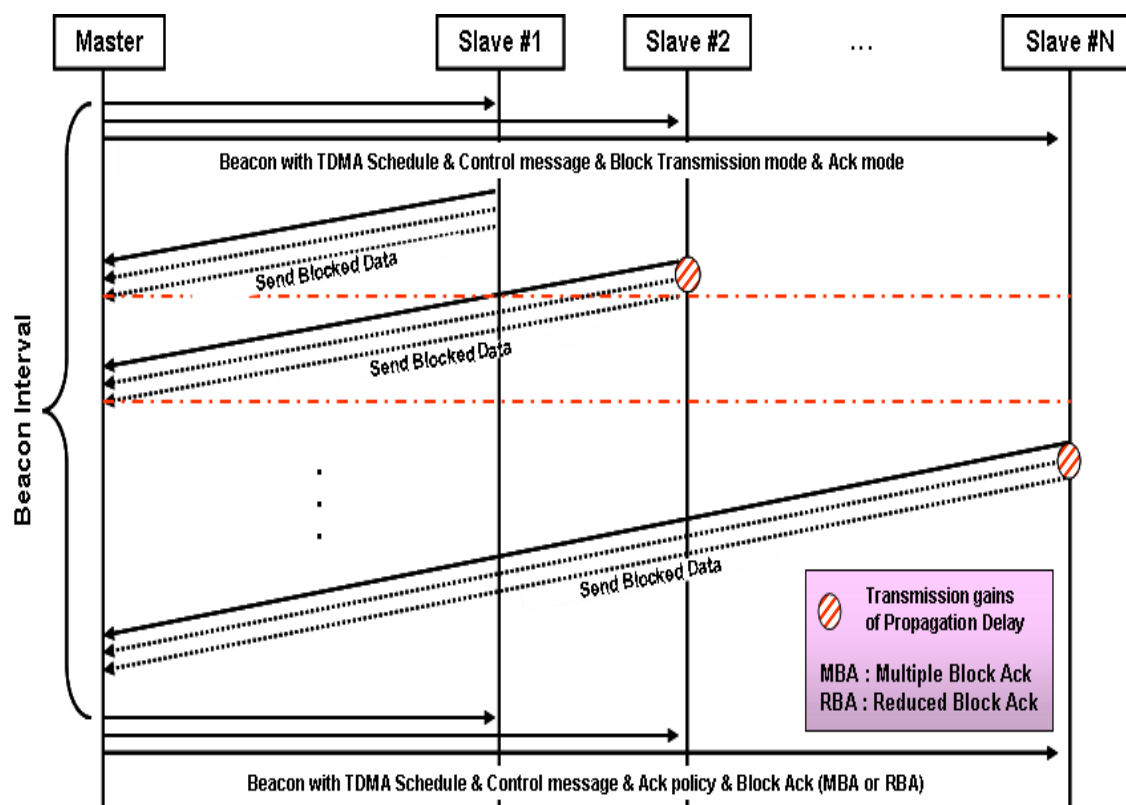 Master
Slave #1
Slave #2
...
Slave #N
Beacon with TDMA Schedule & Control message & Block Transmission mode & Ack mode
Send Blocked Data
Send Blocked Data
Beacon Interval
Send Blocked Data
Transmission gains
of Propagation Delay
MBA : Multiple Block Ack
RBA : Reduced Block Ack
Beacon with TDMA Schedule & Control message & Ack policy & Block Ack (MBA or RBA)